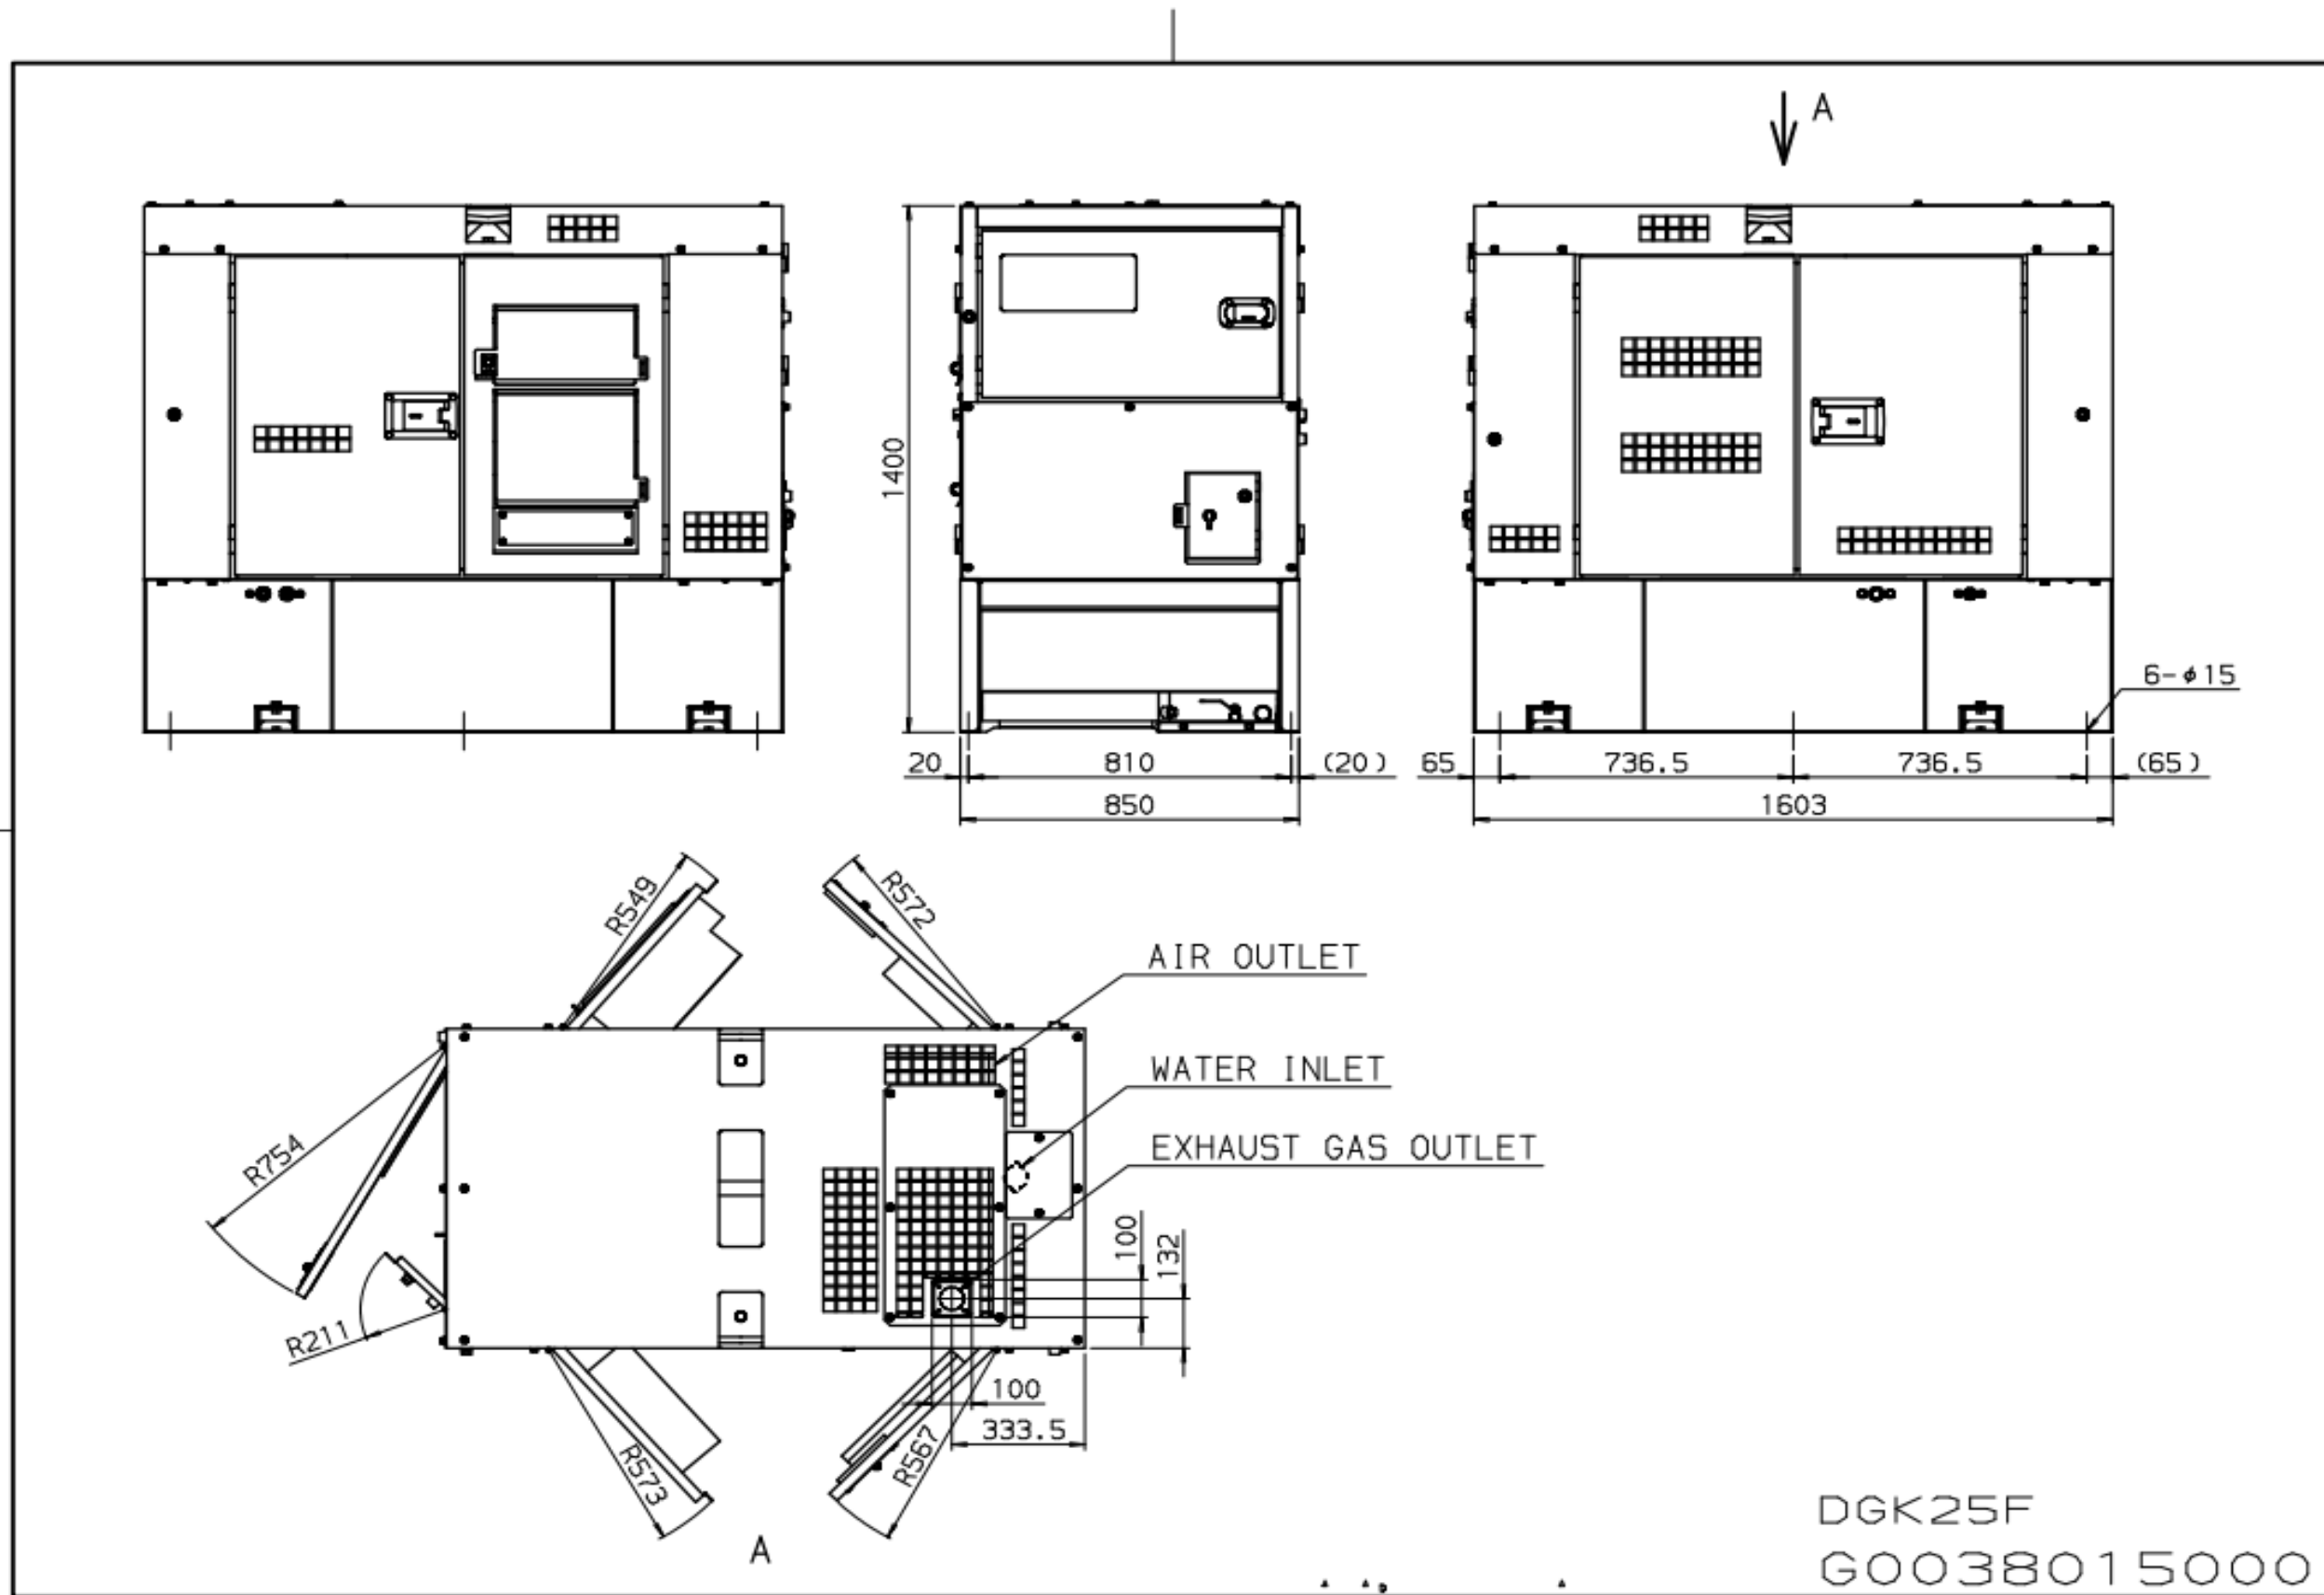 A
1400
6-φ15
20
810
(20)
65
736.5
736.5
(65)
850
1603
R549
R572
AIR OUTLET
WATER INLET
EXHAUST GAS OUTLET
R754
R211
100
132
100
333.5
R573
R567
A
DGK25F
G0038015000